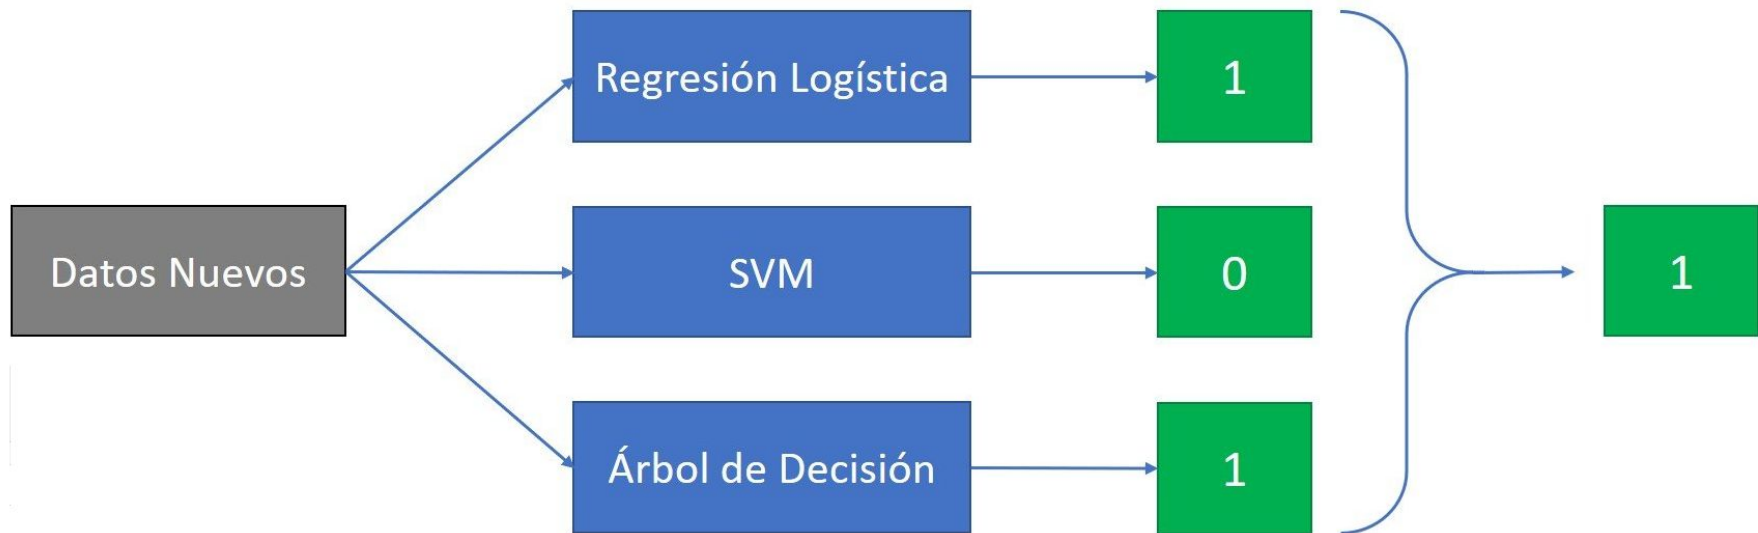 Regresión Logística
1
Datos Nuevos
SVM
0
1
Árbol de Decisión
1